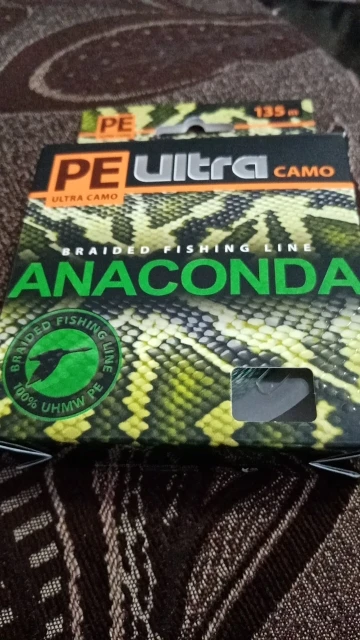 PE
135 m
PE Ultra CAMO
ULTRA CAMO
BRAIDED FISHING LINE
ANACONDA
BRAIDED FISHING LINE
100% UHMW PE